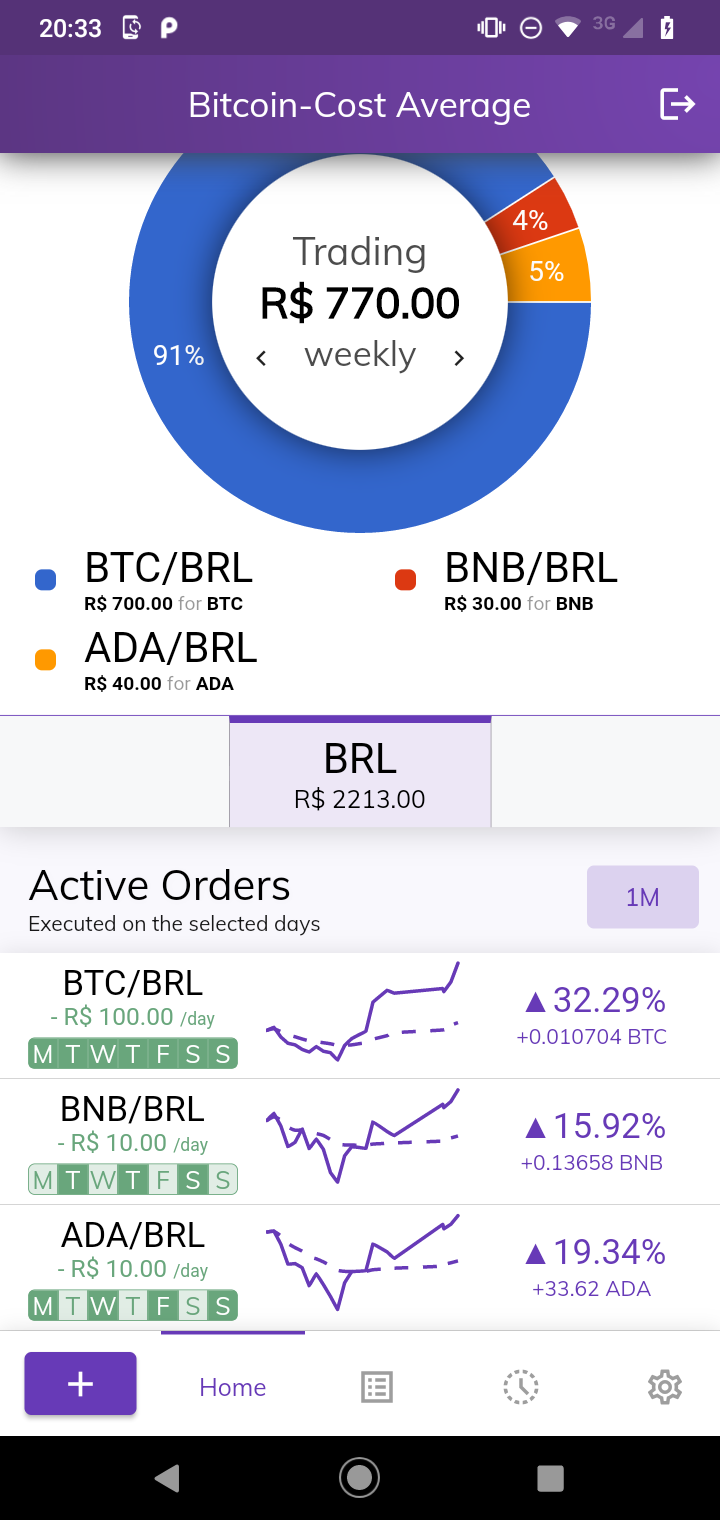 20:33
3G
Bitcoin-Cost Average
4%
5%
91%
Trading
R$ 770.00
weekly
BTC/BRL
R$ 700.00 for BTC
BNB/BRL
R$ 30.00 for BNB
ADA/BRL
R$ 40.00 for ADA
BRL
R$ 2213.00
Active Orders
Executed on the selected days
1M
BTC/BRL
- R$ 100.00 /day
M T W T F S S
▲32.29%
+0.010704 BTC
BNB/BRL
- R$ 10.00 /day
M T W T F S S
▲15.92%
+0.13658 BNB
ADA/BRL
- R$ 10.00 /day
M T W T F S S
▲19.34%
+33.62 ADA
+
Home